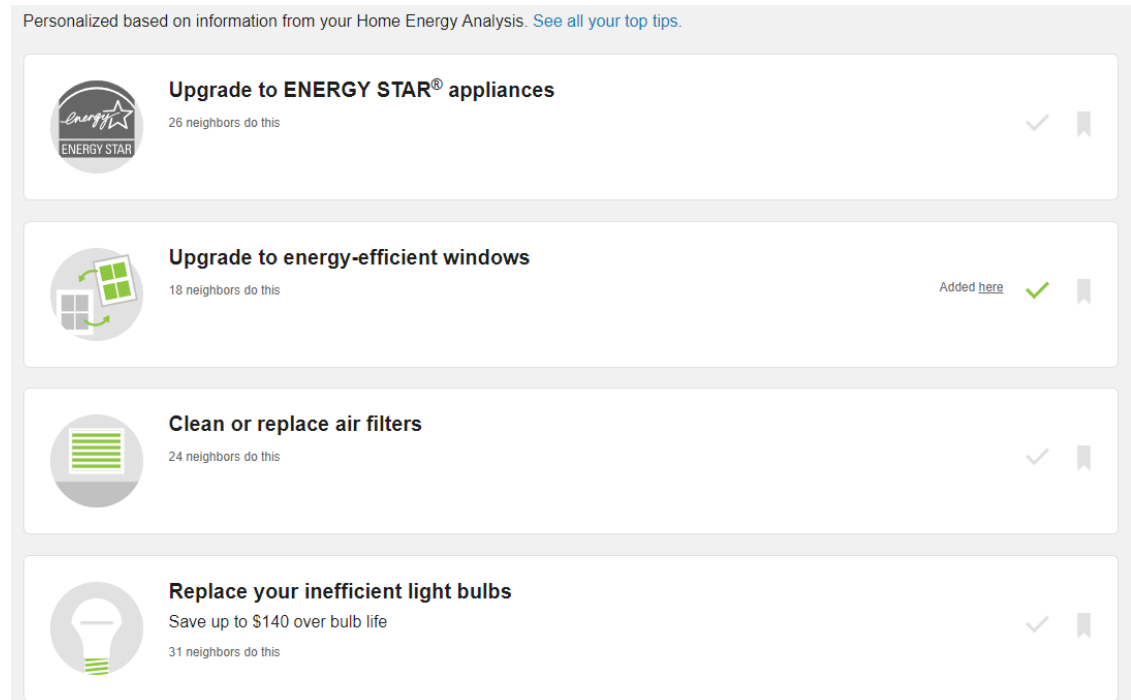 Personalized based on information from your Home Energy Analysis. See all your top tips.
Upgrade to ENERGY STAR® appliances
26 neighbors do this
energy
ENERGY STAR
Upgrade to energy-efficient windows
18 neighbors do this
Added here
Clean or replace air filters
24 neighbors do this
Replace your inefficient light bulbs
Save up to $140 over bulb life
31 neighbors do this